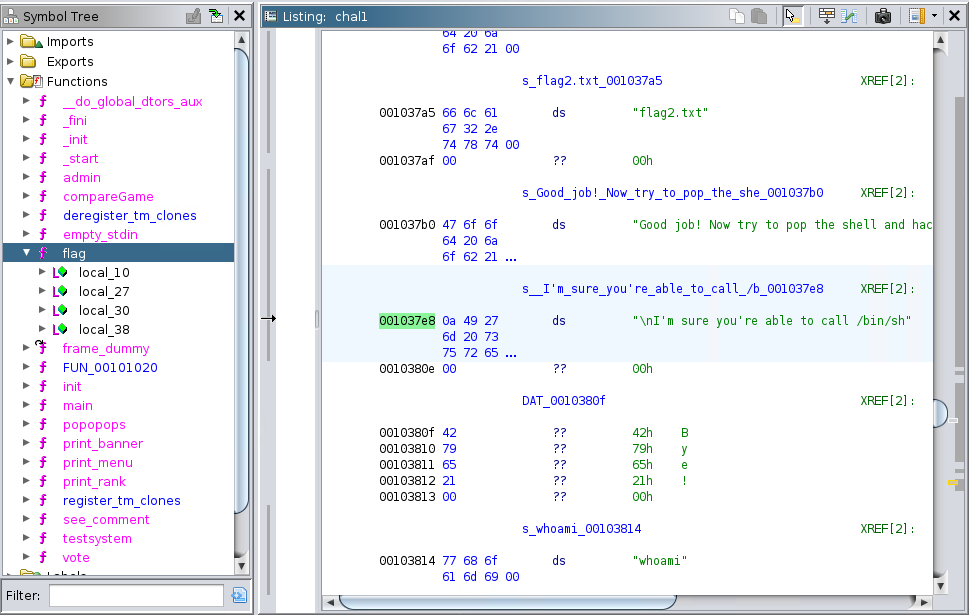 Symbol Tree
Imports
Exports
Functions
__do_global_dtors_aux
_fini
_init
_start
admin
compareGame
deregister_tm_clones
empty_stdin
flag
local_10
local_27
local_30
local_38
frame_dummy
FUN_00101020
init
main
popopops
print_banner
print_menu
print_rank
register_tm_clones
see_comment
testsystem
vote
Filter:
Listing: chal1
64 20 6a
6f 62 21 00
s_flag2.txt_001037a5 XREF[2]:
001037a5 66 6c 61 ds "flag2.txt"
67 32 2e
74 78 74 00
001037af 00 ?? 00h
s_Good_job!_Now_try_to_pop_the_she_001037b0 XREF[2]:
001037b0 47 6f 6f ds "Good job! Now try to pop the shell and hac
64 20 6a
6f 62 21 ...
s__I'm_sure_you're_able_to_call_/b_001037e8 XREF[2]:
001037e8 0a 49 27 ds "\nI'm sure you're able to call /bin/sh"
6d 20 73
75 72 65 ...
0010380e 00 ?? 00h
DAT_0010380f XREF[2]:
0010380f 42 ?? 42h B
00103810 79 ?? 79h y
00103811 65 ?? 65h e
00103812 21 ?? 21h !
00103813 00 ?? 00h
s_whoami_00103814 XREF[2]:
00103814 77 68 6f ds "whoami"
61 6d 69 00